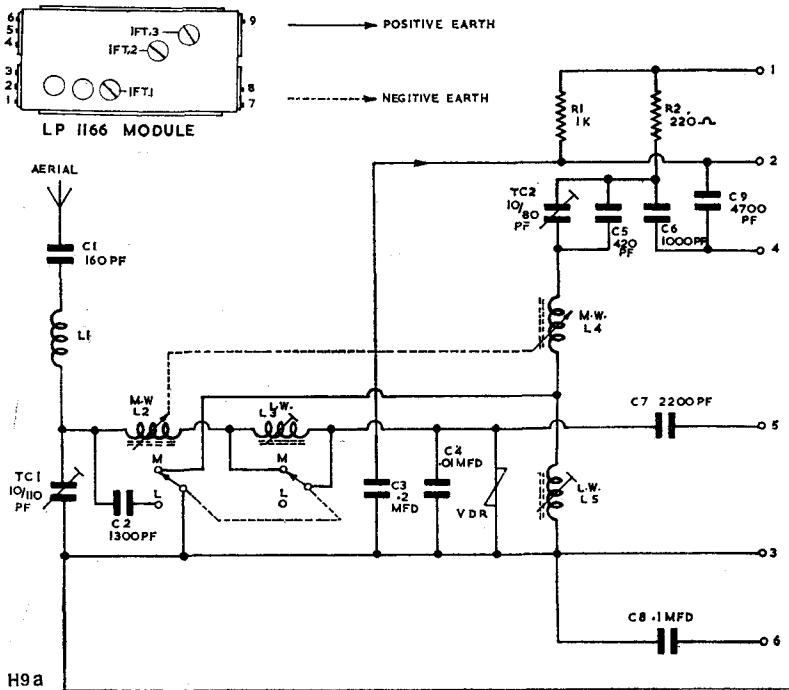 6
5
4
3
2
1
9
8
7
IFT.3
IFT.2
IFT.1
LP 1166 MODULE
POSITIVE EARTH
NEGITIVE EARTH
AERIAL
C1
160PF
L1
R1
1K
R2
220Ω
1
2
TC2
10/80
PF
C5
420
PF
C6
1000PF
C9
4700
PF
4
M.W.
L4
M.W
L2
L.W.
L3
C7 2200PF
5
TC1
10/110
PF
M
L
C2
1300PF
M
L
C3
.2
MFD
C4
.01MFD
VDR
L.W.
L5
3
C8 .1MFD
6
H9a